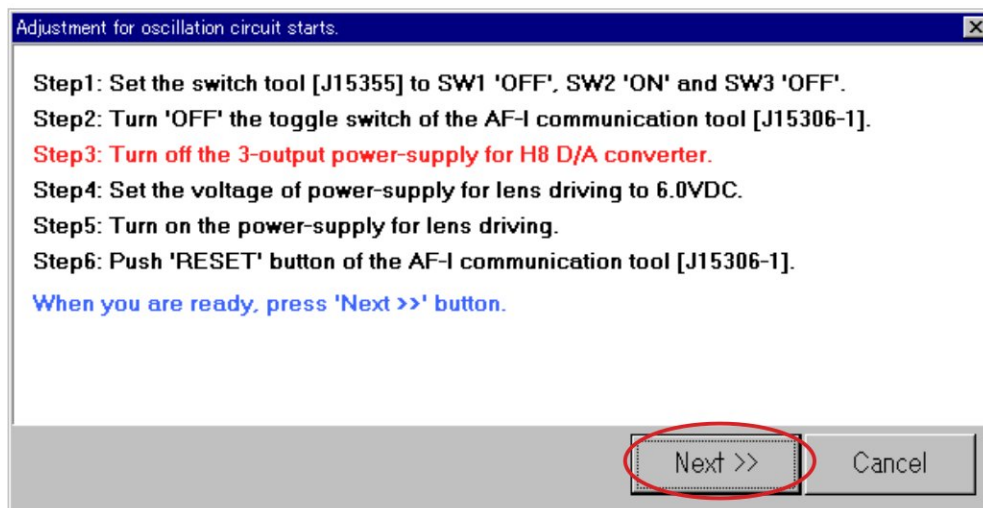 Adjustment for oscillation circuit starts.
Step1: Set the switch tool [J15355] to SW1 'OFF', SW2 'ON' and SW3 'OFF'.
Step2: Turn 'OFF' the toggle switch of the AF-I communication tool [J15306-1].
Step3: Turn off the 3-output power-supply for H8 D/A converter.
Step4: Set the voltage of power-supply for lens driving to 6.0VDC.
Step5: Turn on the power-supply for lens driving.
Step6: Push 'RESET' button of the AF-I communication tool [J15306-1].
When you are ready, press 'Next >>' button.
Next >> Cancel